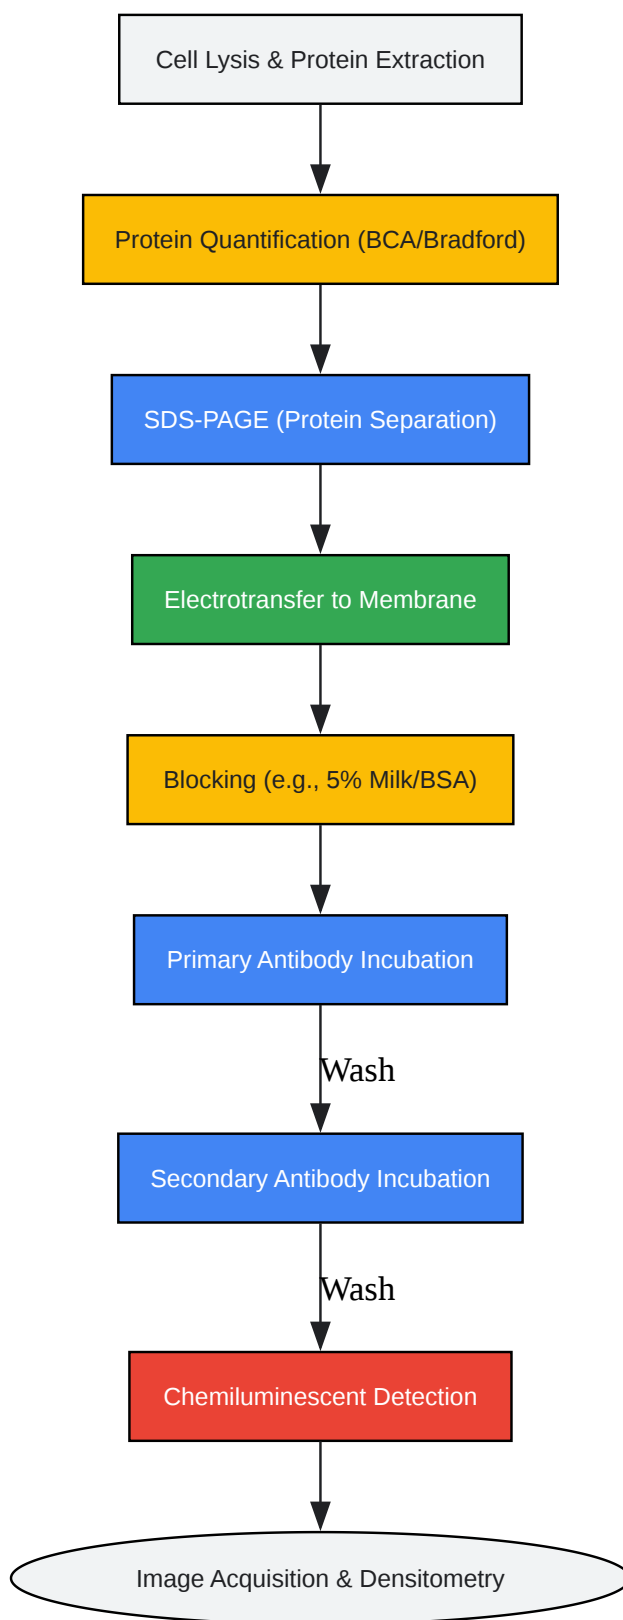 Cell Lysis & Protein Extraction
Protein Quantification (BCA/Bradford)
SDS-PAGE (Protein Separation)
Electrotransfer to Membrane
Blocking (e.g., 5% Milk/BSA)
Primary Antibody Incubation
Wash
Secondary Antibody Incubation
Wash
Chemiluminescent Detection
Image Acquisition & Densitometry